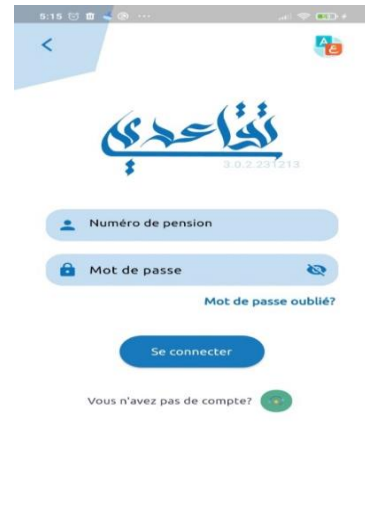 5:15
A ع
تقاعدي
3.0.2.231213
Numéro de pension
Mot de passe
Mot de passe oublié?
Se connecter
Vous n'avez pas de compte?